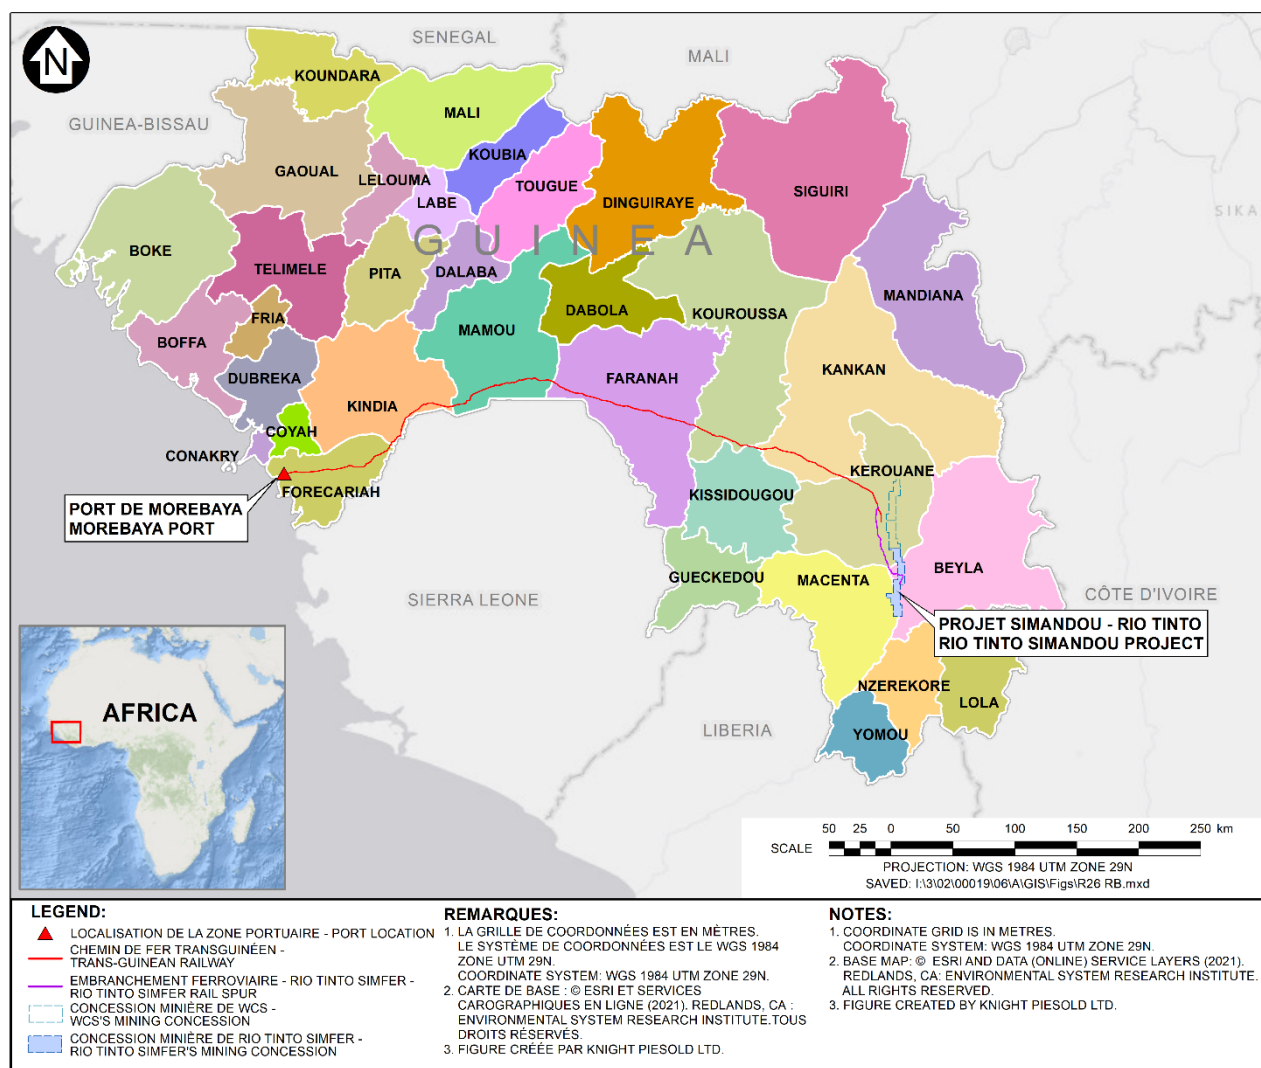 N
SENEGAL
MALI
GUINEA-BISSAU
KOUNDARA
MALI
KOUBIA
GAOUAL
LELOUMA
LABE
TOUGUE
DINGUIRAYE
SIGUIRI
SIKA
GUINEA
BOKE
TELIMELE
PITA
DALABA
MANDIANA
FRIA
DABOLA
KOUROUSSA
BOFFA
MAMOU
DUBREKA
FARANAH
KANKAN
KINDIA
COYAH
CONAKRY
KEROUANE
FORECARIAH
KISSIDOUGOU
PORT DE MOREBAYA
MOREBAYA PORT
GUECKEDOU
MACENTA
BEYLA
SIERRA LEONE
CÔTE D'IVOIRE
PROJET SIMANDOU - RIO TINTO
RIO TINTO SIMANDOU PROJECT
NZEREKORE
LOLA
LIBERIA
YOMOU
AFRICA
50 25 0 50 100 150 200 250 km
SCALE
PROJECTION: WGS 1984 UTM ZONE 29N
SAVED: I:\3\02\00019\06\A\GIS\Figs\R26 RB.mxd
LEGEND:
LOCALISATION DE LA ZONE PORTUAIRE - PORT LOCATION
CHEMIN DE FER TRANSGUINÉEN -
TRANS-GUINEAN RAILWAY
EMBRANCHEMENT FERROVIAIRE - RIO TINTO SIMFER -
RIO TINTO SIMFER RAIL SPUR
CONCESSION MINIÈRE DE WCS -
WCS'S MINING CONCESSION
CONCESSION MINIÈRE DE RIO TINTO SIMFER -
RIO TINTO SIMFER'S MINING CONCESSION
REMARQUES:
1. LA GRILLE DE COORDONNÉES EST EN MÈTRES.
LE SYSTÈME DE COORDONNÉES EST LE WGS 1984
ZONE UTM 29N.
COORDINATE SYSTEM: WGS 1984 UTM ZONE 29N.
2. CARTE DE BASE : © ESRI ET SERVICES
CAROGRAPHIQUES EN LIGNE (2021). REDLANDS, CA :
ENVIRONMENTAL SYSTEM RESEARCH INSTITUTE.TOUS
DROITS RÉSERVÉS.
3. FIGURE CRÉÉE PAR KNIGHT PIESOLD LTD.
NOTES:
1. COORDINATE GRID IS IN METRES.
COORDINATE SYSTEM: WGS 1984 UTM ZONE 29N.
2. BASE MAP: © ESRI AND DATA (ONLINE) SERVICE LAYERS (2021).
REDLANDS, CA: ENVIRONMENTAL SYSTEM RESEARCH INSTITUTE.
ALL RIGHTS RESERVED.
3. FIGURE CREATED BY KNIGHT PIESOLD LTD.